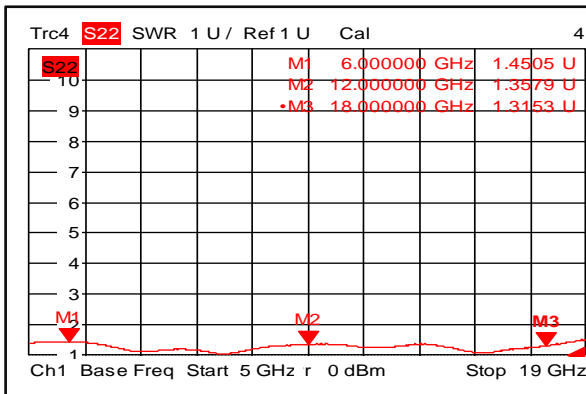 Trc4 S22 SWR 1 U / Ref 1 U Cal 4
S22
M1 6.000000 GHz 1.4505 U
M2 12.000000 GHz 1.3579 U
•M3 18.000000 GHz 1.3153 U
10
9
8
7
6
5
4
3
2
1
M1 M2 M3
Ch1 Base Freq Start 5 GHz r 0 dBm Stop 19 GHz